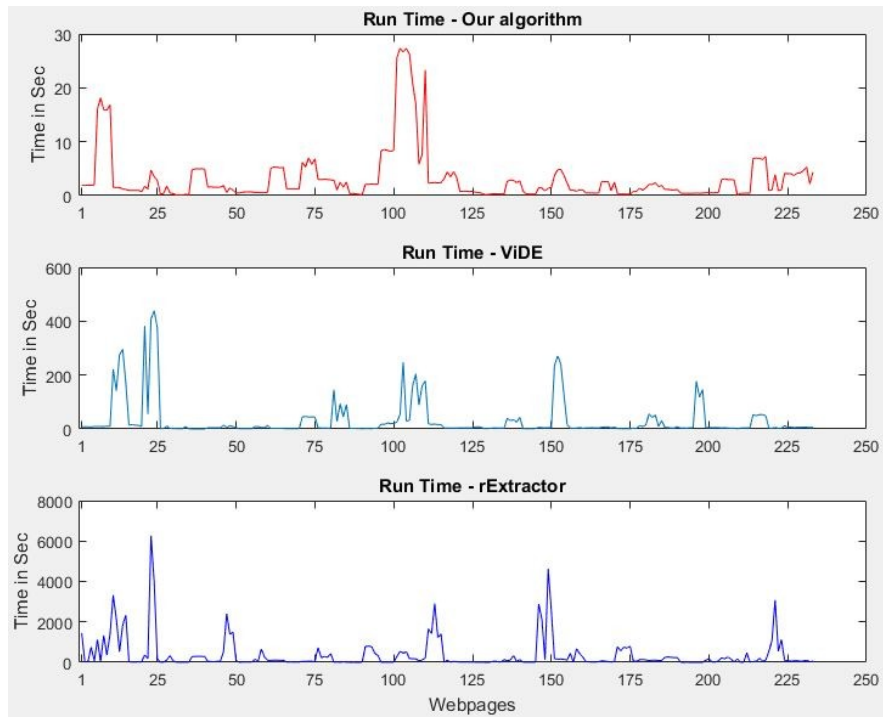 Run Time - Our algorithm
30
20
10
0
Time in Sec
1 25 50 75 100 125 150 175 200 225 250
Run Time - ViDE
600
400
200
0
Time in Sec
1 25 50 75 100 125 150 175 200 225 250
Run Time - rExtractor
8000
6000
4000
2000
0
Time in Sec
1 25 50 75 100 125 150 175 200 225 250
Webpages